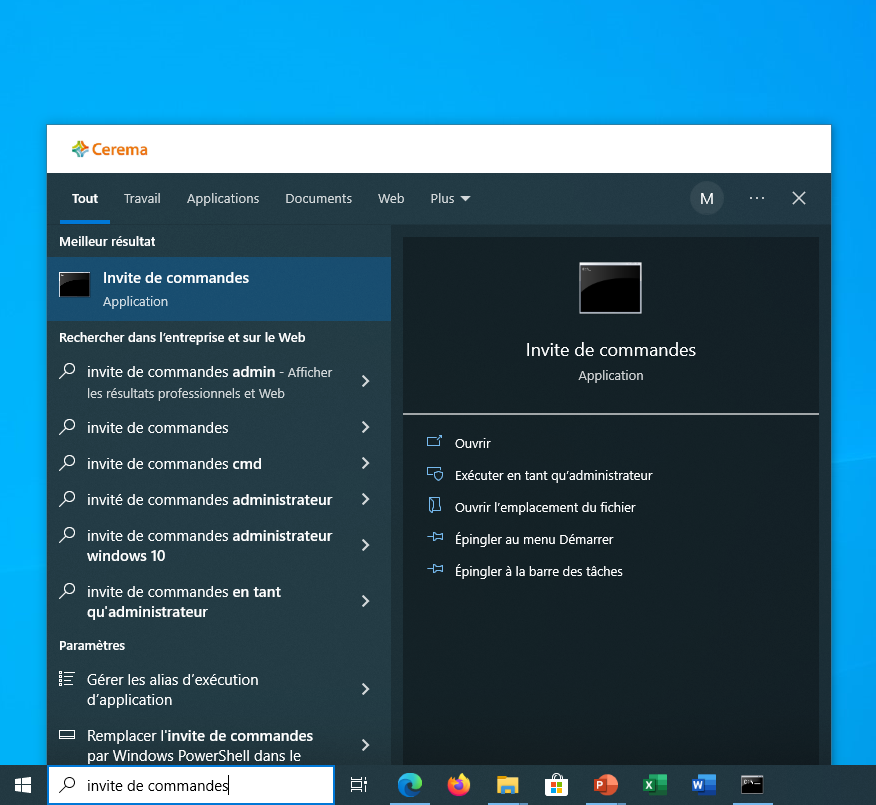 Cerema
Tout Travail Applications Documents Web Plus M ···
Meilleur résultat
Invite de commandes
Application
Rechercher dans l’entreprise et sur le Web
invite de commandes admin - Afficher
les résultats professionnels et Web
invite de commandes
invite de commandes cmd
invité de commandes administrateur
invite de commandes administrateur
windows 10
invite de commandes en tant
qu'administrateur
Paramètres
Gérer les alias d’exécution
d’application
Remplacer l'invite de commandes
par Windows PowerShell dans le
Invite de commandes
Application
Ouvrir
Exécuter en tant qu’administrateur
Ouvrir l’emplacement du fichier
Épingler au menu Démarrer
Épingler à la barre des tâches
invite de commandes
P X W